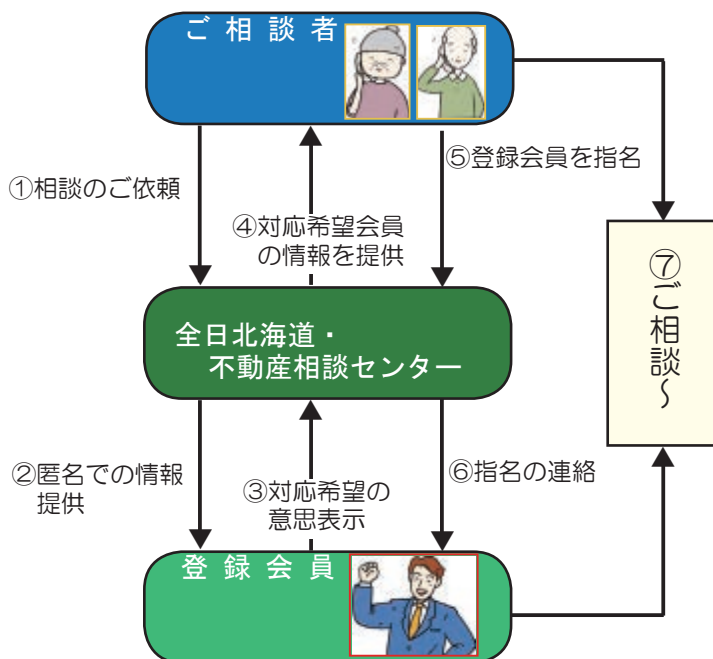 ご相談者
①相談のご依頼
④対応希望会員
の情報を提供
⑤登録会員を指名
全日北海道・
不動産相談センター
②匿名での情報
提供
③対応希望の
意思表示
⑥指名の連絡
登録会員
⑦ご相談～